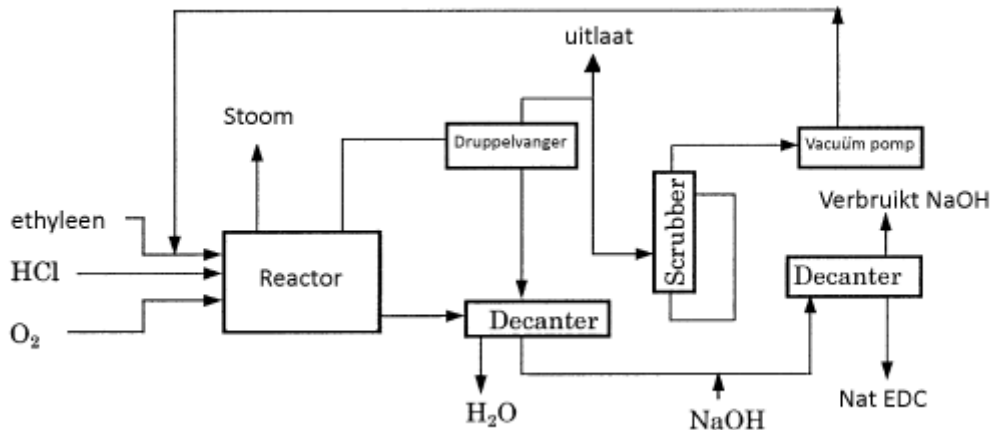 uitlaat
Stoom
Druppelvanger
Vacuüm pomp
Scrubber
Verbruikt NaOH
ethyleen
HCl
Reactor
Decanter
O₂
Decanter
H₂O
NaOH
Nat EDC